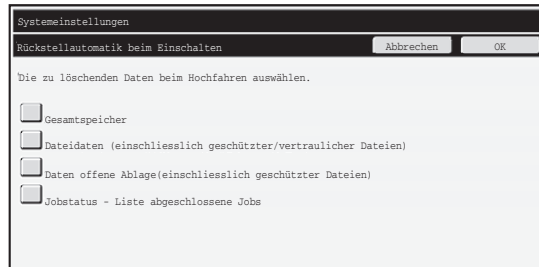 Systemeinstellungen
Rückstellautomatik beim Einschalten Abbrechen OK
Die zu löschenden Daten beim Hochfahren auswählen.
Gesamtspeicher
Dateidaten (einschliesslich geschützter/vertraulicher Dateien)
Daten offene Ablage(einschliesslich geschützter Dateien)
Jobstatus - Liste abgeschlossene Jobs